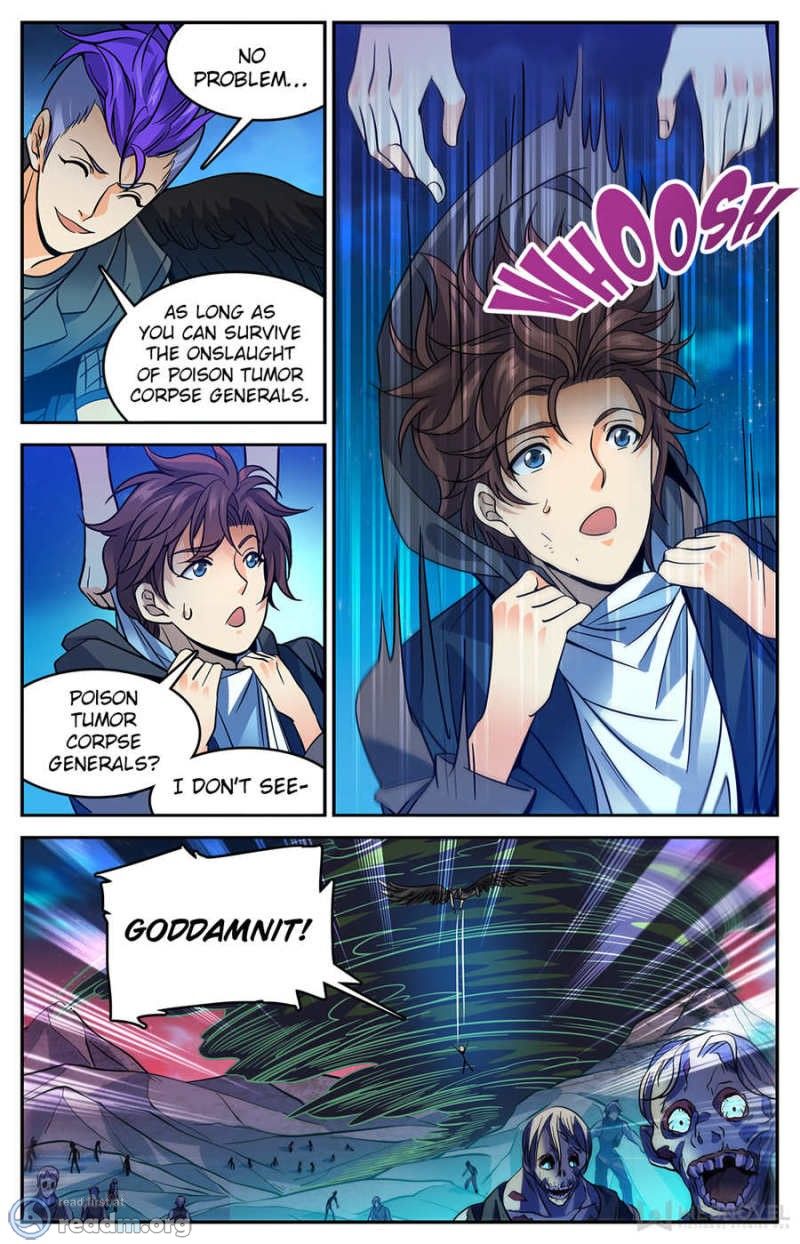 NO
PROBLEM...
AS LONG AS
YOU CAN SURVIVE
THE ONSLAUGHT
OF POISON TUMOR
CORPSE GENERALS.
WHOOSH
POISON
TUMOR
CORPSE
GENERALS?
I DON'T SEE-
GODDAMNIT!
read,first,at
readm.org